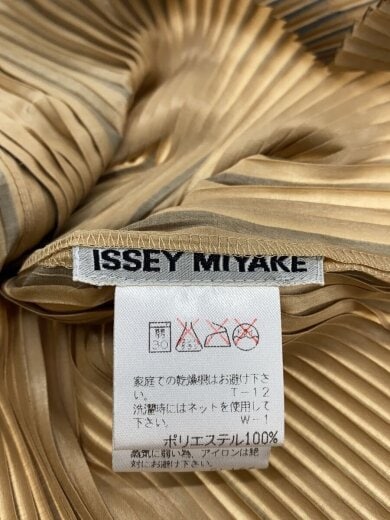 ISSEY MIYAKE
30
家庭での乾燥機はお避け下さ
い。 T-12
洗濯時にはネットを使用して
下さい。 W-1
ポリエステル100%
蒸気に弱い為、アイロンは絶
対にお避け下さい。